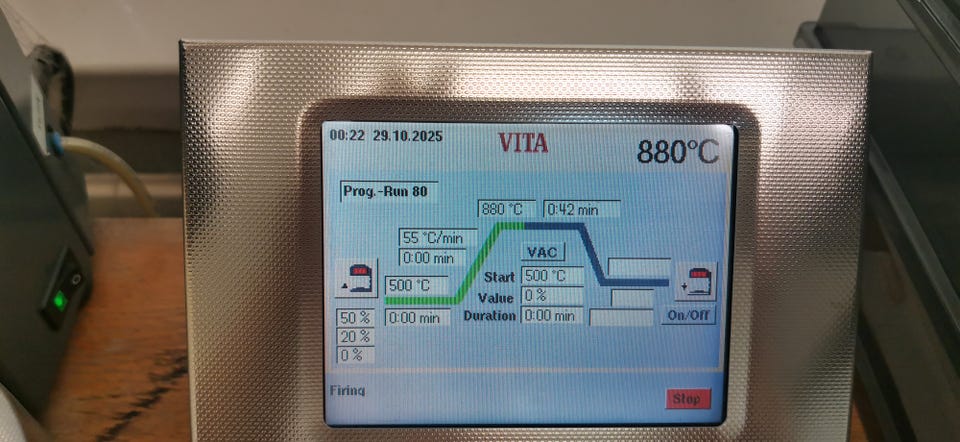 00:22 29.10.2025
VITA
880°C
Prog.-Run 80
880 °C
0:42 min
55 °C/min
0:00 min
VAC
500 °C
Start
500 °C
Value
0 %
50 %
0:00 min
Duration
0:00 min
On/Off
20 %
0 %
Firing
Stop